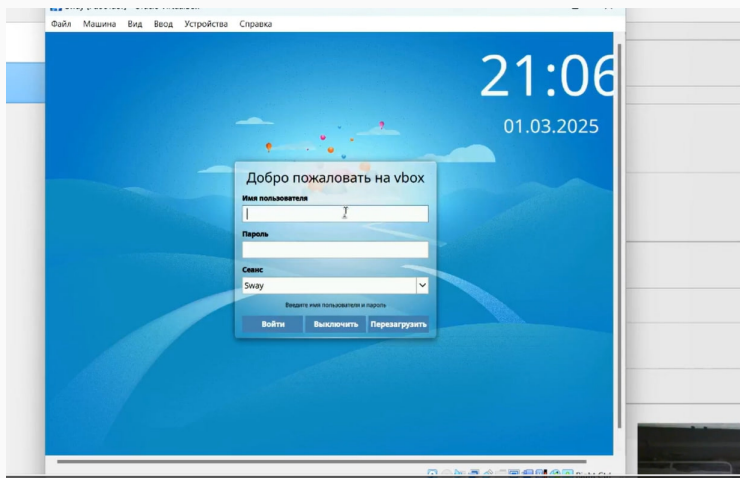 Файл Машина Вид Ввод Устройства Справка
21:06
01.03.2025
Добро пожаловать на vbox
Имя пользователя
Пароль
Сеанс
Sway
Введите имя пользователя и пароль
Войти Выключить Перезагрузить